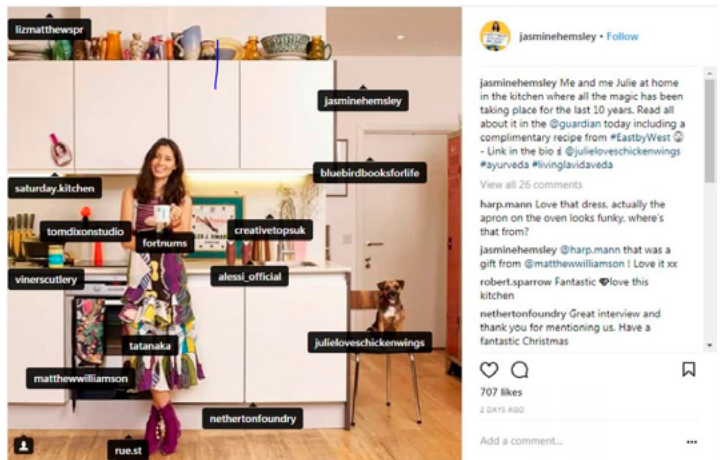 lizmatthewspr
jasminehemsley
bluebirdbooksforlife
saturday.kitchen
tomdixonstudio
creativetopsuk
fortnums
vinerscutlery
alessi_official
julieloveschickenwings
tatanaka
matthewwilliamson
nethertonfoundry
rue.st
jasminehemsley • Follow
jasminehemsley Me and me Julie at home
in the kitchen where all the magic has been
taking place for the last 10 years. Read all
about it in the @guardian today including a
complimentary recipe from #EastbyWest
- Link in the bio @julieloveschickenwings
#ayurveda #livinglavidaveda
View all 26 comments
harp.mann Love that dress, actually the
apron on the oven looks funky, where's
that from?
jasminehemsley @harp.mann that was a
gift from @matthewwilliamson ! Love it xx
robert.sparrow Fantastic love this
kitchen
nethertonfoundry Great interview and
thank you for mentioning us. Have a
fantastic Christmas
707 likes
2 DAYS AGO
Add a comment...